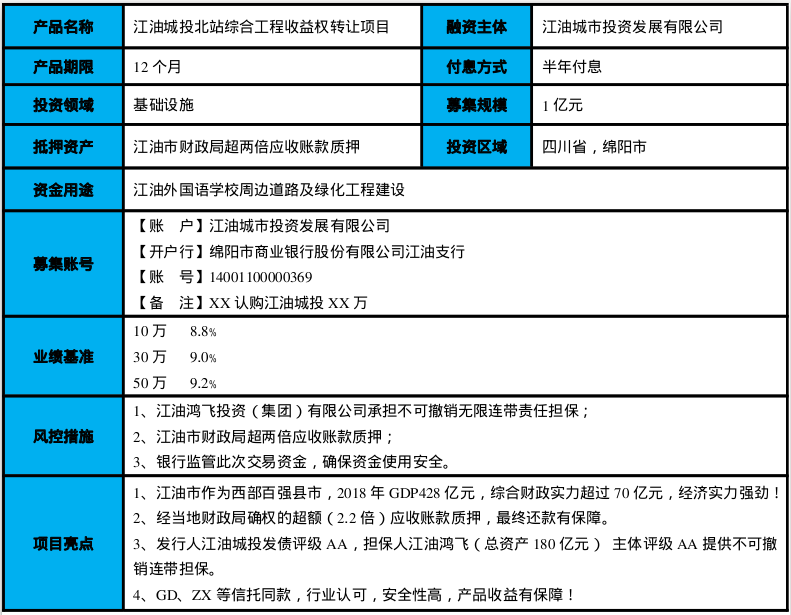 产品名称 江油城投北站综合工程收益权转让项目 融资主体 江油城市投资发展有限公司
产品期限 12 个月 付息方式 半年付息
投资领域 基础设施 募集规模 1 亿元
抵押资产 江油市财政局超两倍应收账款质押 投资区域 四川省，绵阳市
资金用途 江油外国语学校周边道路及绿化工程建设
募集账号
【账　户】江油城市投资发展有限公司
【开户行】绵阳市商业银行股份有限公司江油支行
【账　号】14001100000369
【备　注】XX 认购江油城投 XX 万
业绩基准
10 万 8.8%
30 万 9.0%
50 万 9.2%
风控措施
1、江油鸿飞投资（集团）有限公司承担不可撤销无限连带责任担保；
2、江油市财政局超两倍应收账款质押；
3、银行监管此次交易资金，确保资金使用安全。
项目亮点
1、江油市作为西部百强县市，2018 年 GDP428 亿元，综合财政实力超过 70 亿元，经济实力强劲！
2、经当地财政局确权的超额（2.2 倍）应收账款质押，最终还款有保障。
3、发行人江油城投发债评级 AA，担保人江油鸿飞（总资产 180 亿元） 主体评级 AA 提供不可撤
销连带担保。
4、GD、ZX 等信托同款，行业认可，安全性高，产品收益有保障！